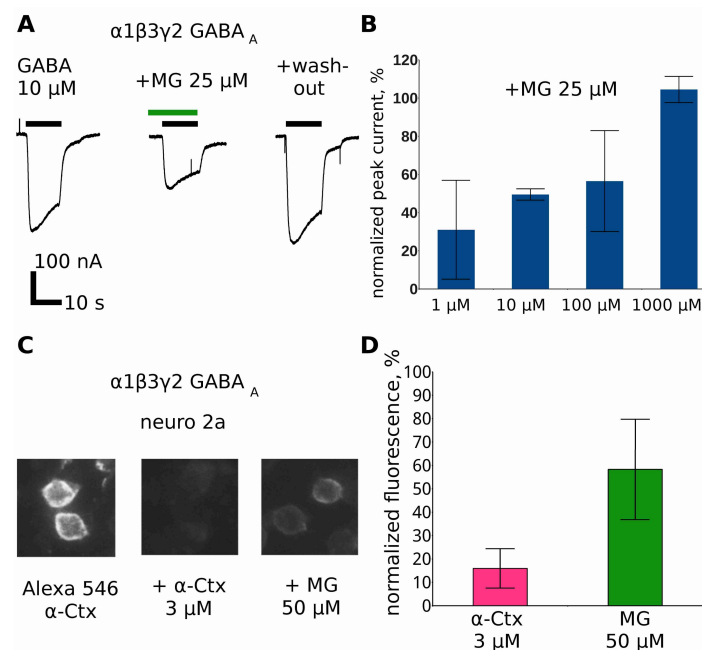 A
α1β3γ2 GABA A
GABA
10 µM
+MG 25 µM
+wash-
out
100 nA
10 s
B
normalized peak current, %
120
100
80
60
40
20
0
+MG 25 µM
1 µM
10 µM
100 µM
1000 µM
C
α1β3γ2 GABA A
neuro 2a
Alexa 546
α-Ctx
+ α-Ctx
3 µM
+ MG
50 µM
D
normalized fluorescence, %
100
90
80
70
60
50
40
30
20
10
0
α-Ctx
3 µM
MG
50 µM